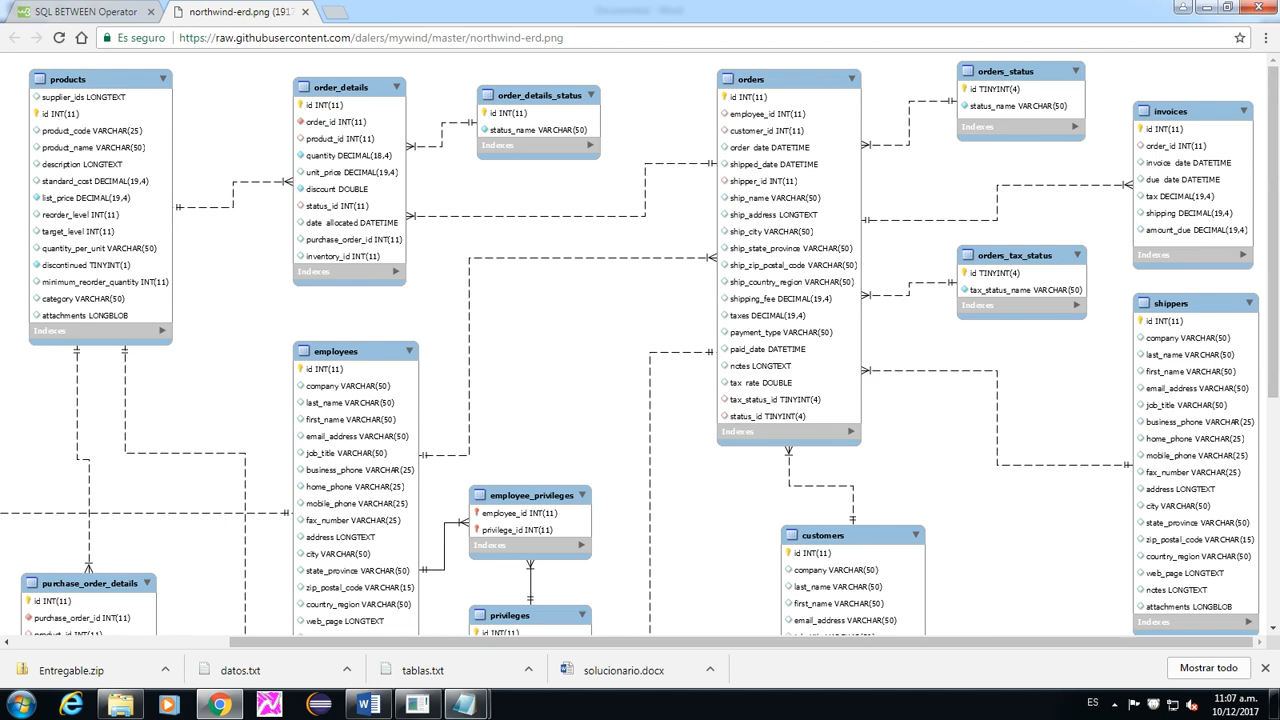 SQL BETWEEN Operator
northwind-erd.png (1917
Es seguro
https://raw.githubusercontent.com/dalers/mywind/master/northwind-erd.png
products
supplier_ids LONGTEXT
id INT(11)
product_code VARCHAR(25)
product_name VARCHAR(50)
description LONGTEXT
standard_cost DECIMAL(19,4)
list_price DECIMAL(19,4)
reorder_level INT(11)
target_level INT(11)
quantity_per_unit VARCHAR(50)
discontinued TINYINT(1)
minimum_reorder_quantity INT(11)
category VARCHAR(50)
attachments LONGBLOB
Indexes
order_details
id INT(11)
order_id INT(11)
product_id INT(11)
quantity DECIMAL(18,4)
unit_price DECIMAL(19,4)
discount DOUBLE
status_id INT(11)
date_allocated DATETIME
purchase_order_id INT(11)
inventory_id INT(11)
Indexes
order_details_status
id INT(11)
status_name VARCHAR(50)
Indexes
orders
id INT(11)
employee_id INT(11)
customer_id INT(11)
order_date DATETIME
shipped_date DATETIME
shipper_id INT(11)
ship_name VARCHAR(50)
ship_address LONGTEXT
ship_city VARCHAR(50)
ship_state_province VARCHAR(50)
ship_zip_postal_code VARCHAR(50)
ship_country_region VARCHAR(50)
shipping_fee DECIMAL(19,4)
taxes DECIMAL(19,4)
payment_type VARCHAR(50)
paid_date DATETIME
notes LONGTEXT
tax_rate DOUBLE
tax_status_id TINYINT(4)
status_id TINYINT(4)
Indexes
orders_status
id TINYINT(4)
status_name VARCHAR(50)
Indexes
invoices
id INT(11)
order_id INT(11)
invoice_date DATETIME
due_date DATETIME
tax DECIMAL(19,4)
shipping DECIMAL(19,4)
amount_due DECIMAL(19,4)
Indexes
orders_tax_status
id TINYINT(4)
tax_status_name VARCHAR(50)
Indexes
shippers
id INT(11)
company VARCHAR(50)
last_name VARCHAR(50)
first_name VARCHAR(50)
email_address VARCHAR(50)
job_title VARCHAR(50)
business_phone VARCHAR(25)
home_phone VARCHAR(25)
mobile_phone VARCHAR(25)
fax_number VARCHAR(25)
address LONGTEXT
city VARCHAR(50)
state_province VARCHAR(50)
zip_postal_code VARCHAR(15)
country_region VARCHAR(50)
web_page LONGTEXT
notes LONGTEXT
attachments LONGBLOB
Indexes
employees
id INT(11)
company VARCHAR(50)
last_name VARCHAR(50)
first_name VARCHAR(50)
email_address VARCHAR(50)
job_title VARCHAR(50)
business_phone VARCHAR(25)
home_phone VARCHAR(25)
mobile_phone VARCHAR(25)
fax_number VARCHAR(25)
address LONGTEXT
city VARCHAR(50)
state_province VARCHAR(50)
zip_postal_code VARCHAR(15)
country_region VARCHAR(50)
web_page LONGTEXT
employee_privileges
employee_id INT(11)
privilege_id INT(11)
Indexes
privileges
id INT(11)
customers
id INT(11)
company VARCHAR(50)
last_name VARCHAR(50)
first_name VARCHAR(50)
email_address VARCHAR(50)
purchase_order_details
id INT(11)
purchase_order_id INT(11)
product_id INT(11)
Entregable.zip
datos.txt
tablas.txt
solucionario.docx
Mostrar todo
ES
11:07 a.m.
10/12/2017